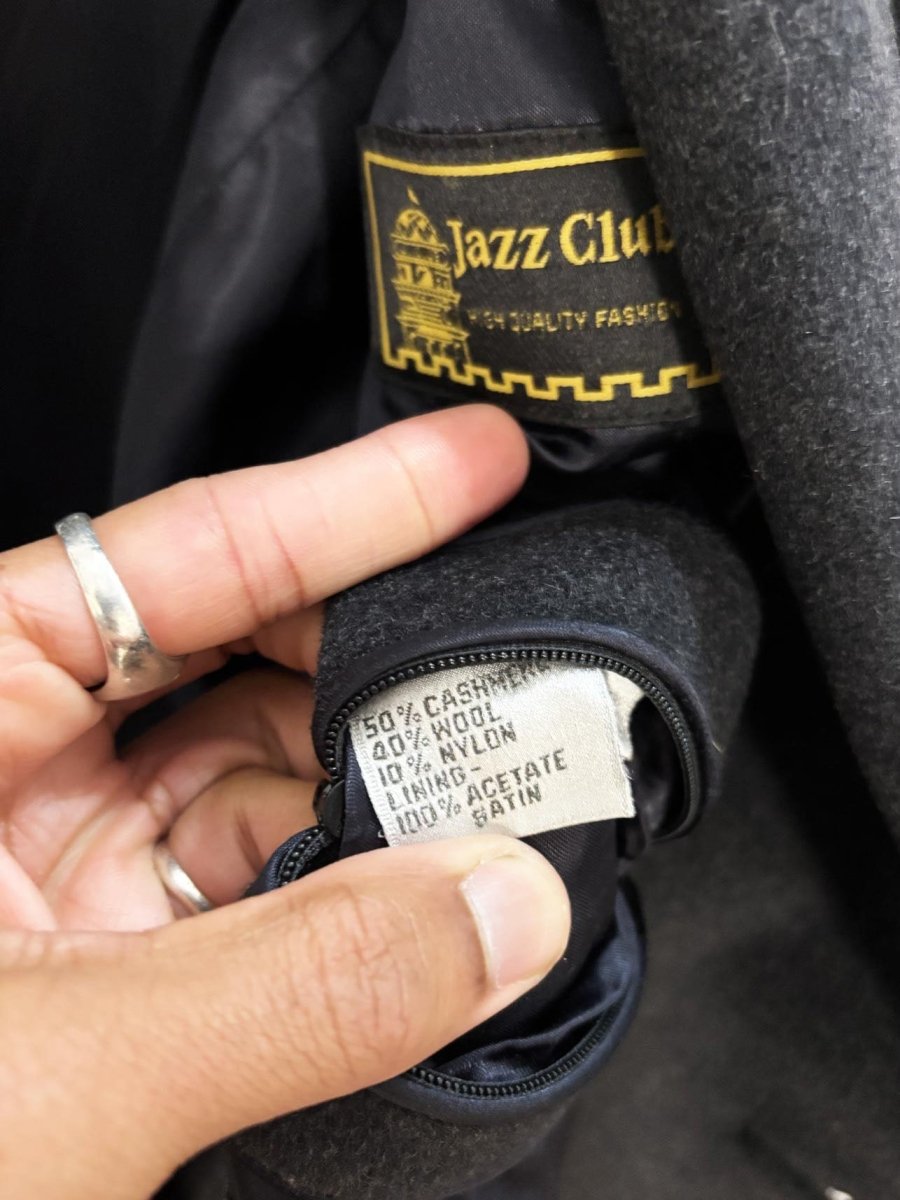 Jazz Club
HIGH QUALITY FASHION
50% CASHMERE
40% WOOL
10% NYLON
LINING-
100% ACETATE
SATIN